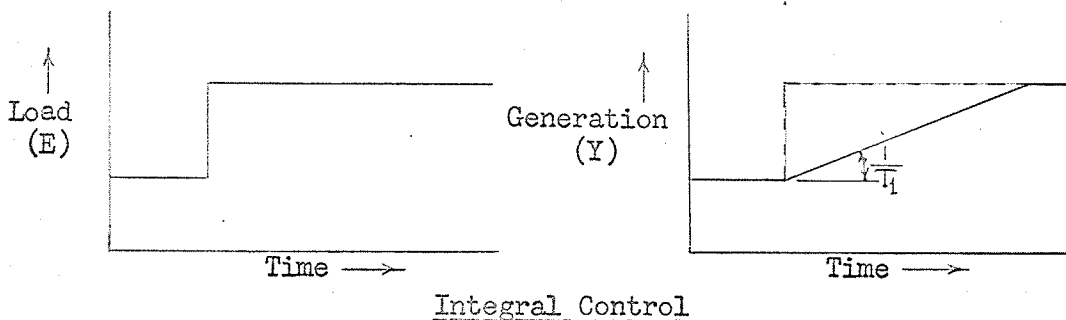 Load
(E)
Time
Generation
(Y)
1
T1
Time
Integral Control